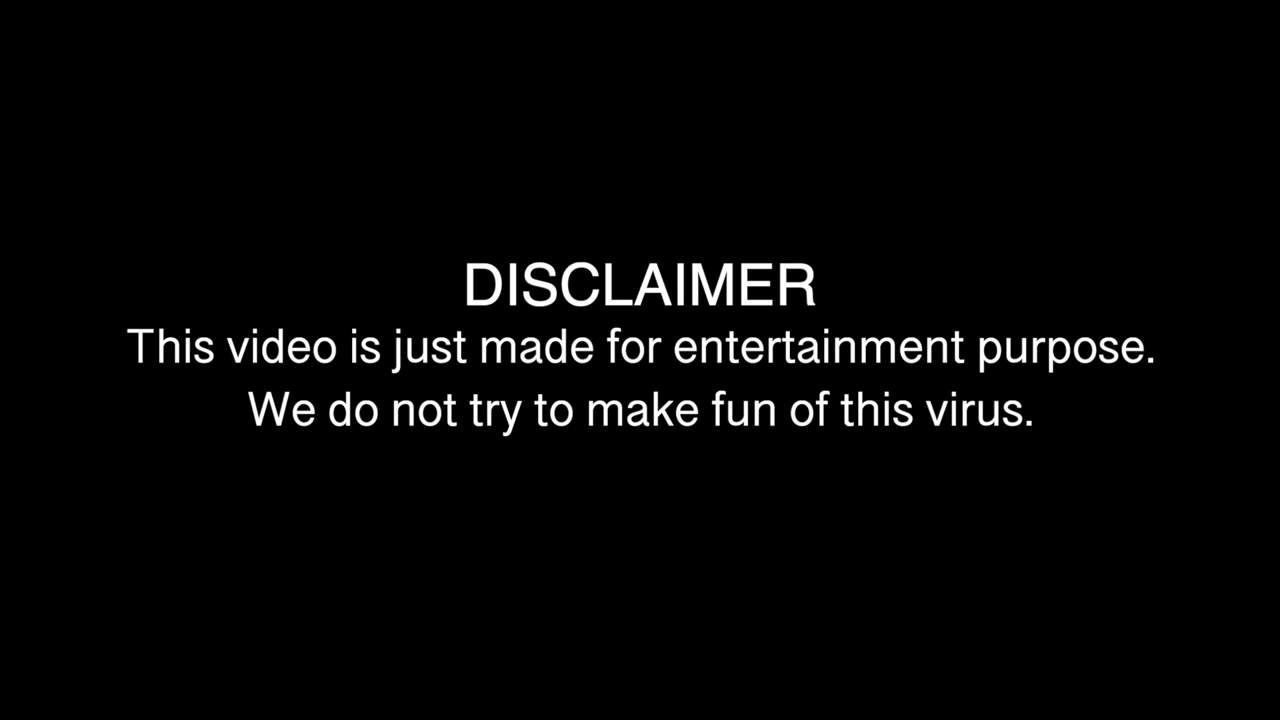 DISCLAIMER
This video is just made for entertainment purpose.
We do not try to make fun of this virus.